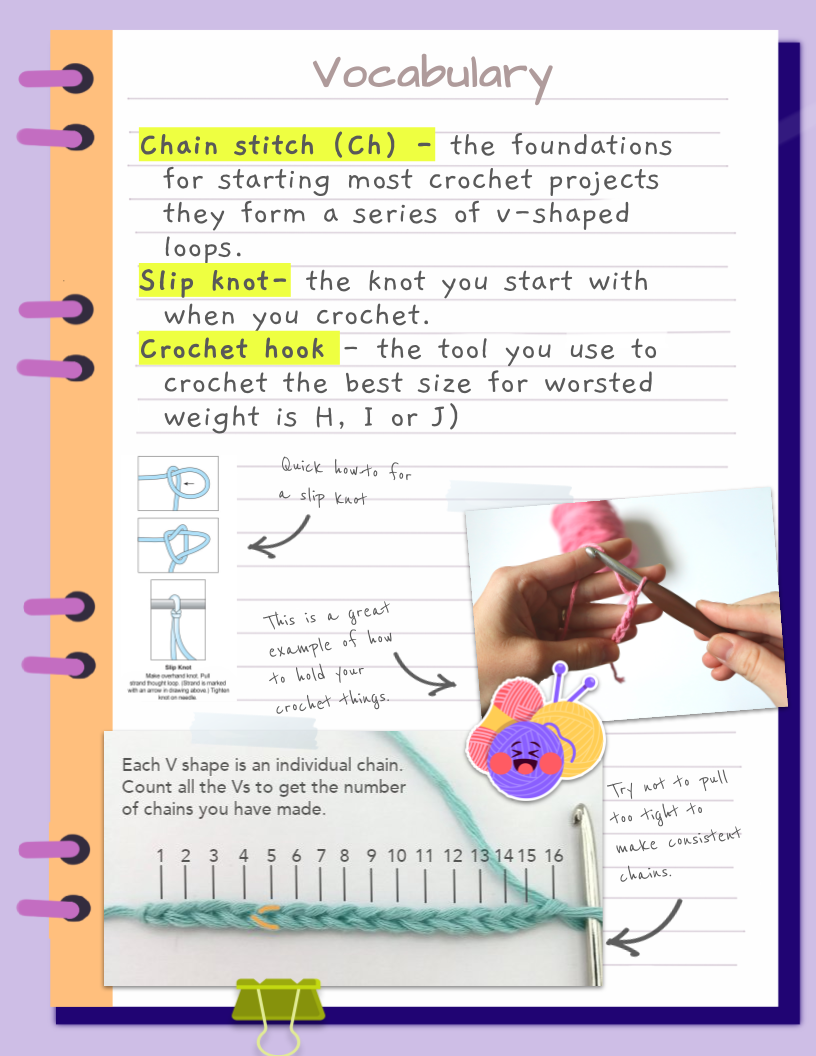 Vocabulary
Chain stitch (Ch) - the foundations
for starting most crochet projects
they form a series of v-shaped
loops.
Slip knot- the knot you start with
when you crochet.
Crochet hook - the tool you use to
crochet the best size for worsted
weight is H, I or J)
Quick how-to for
a slip knot
This is a great
example of how
to hold your
crochet things.
Slip Knot
Make overhand knot. Pull
strand thought loop. (Strand is marked
with an arrow in drawing above.) Tighten
knot on needle.
Each V shape is an individual chain.
Count all the Vs to get the number
of chains you have made.
1 2 3 4 5 6 7 8 9 10 11 12 13 14 15 16
Try not to pull
too tight to
make consistent
chains.